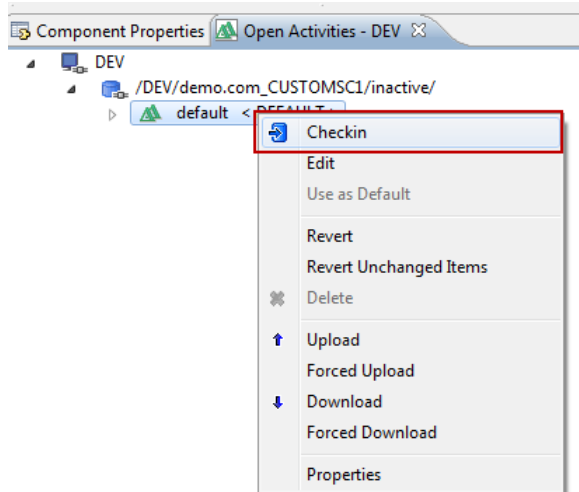 Component Properties Open Activities - DEV
DEV
/DEV/demo.com_CUSTOMSC1/inactive/
default <
Checkin
Edit
Use as Default
Revert
Revert Unchanged Items
Delete
Upload
Forced Upload
Download
Forced Download
Properties